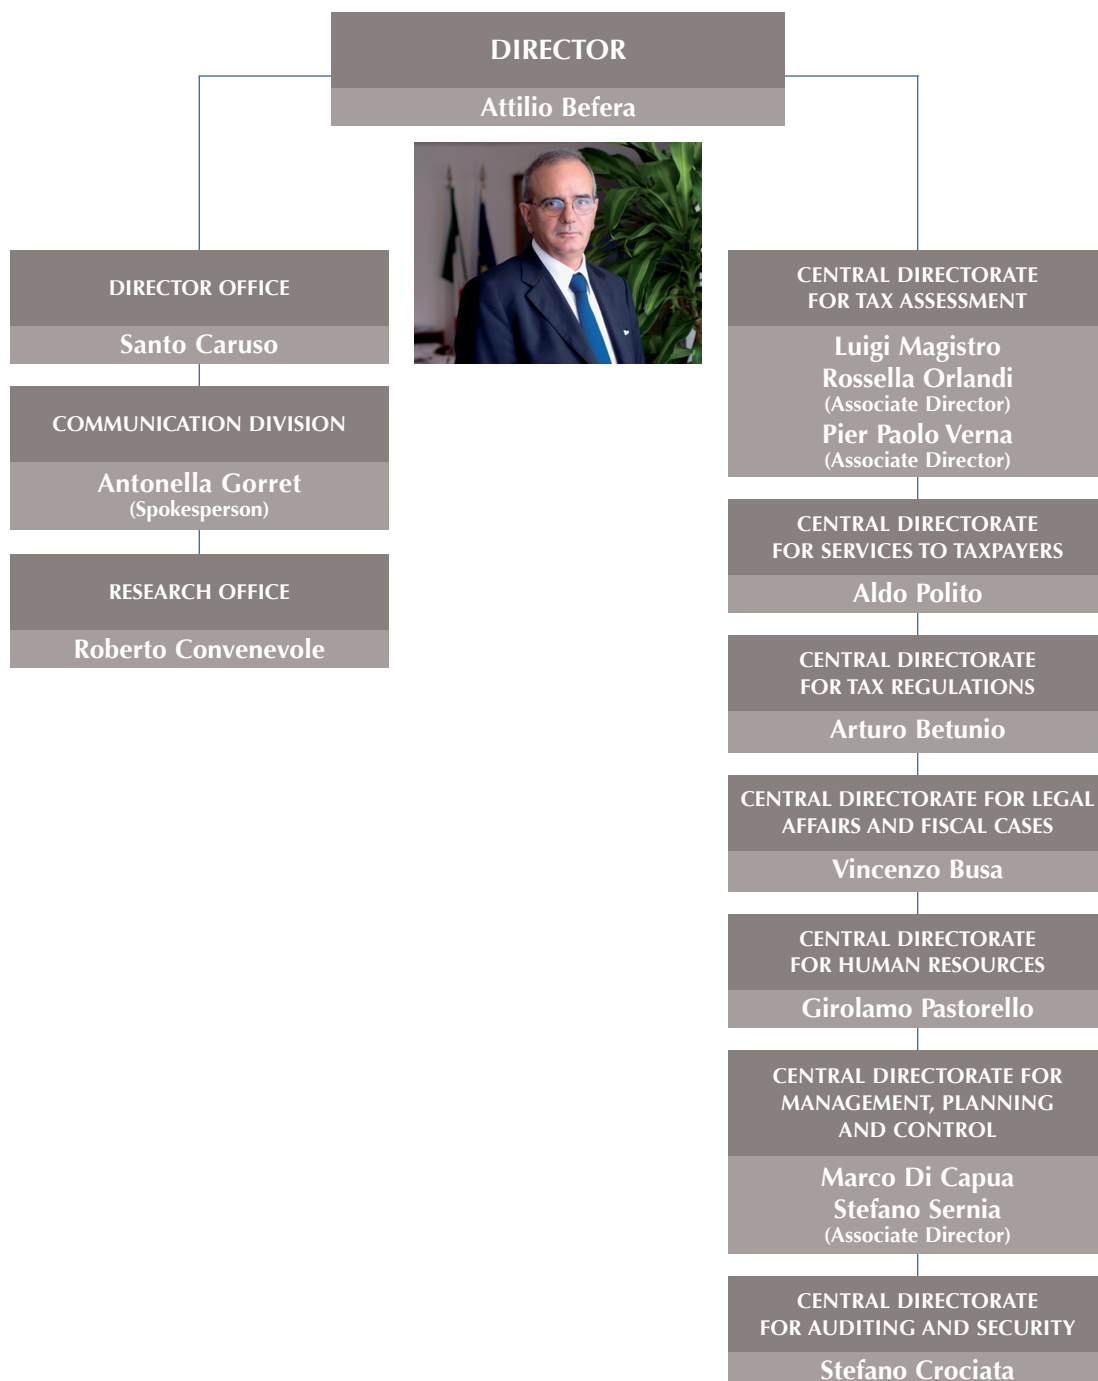 DIRECTOR
Attilio Befera
DIRECTOR OFFICE
Santo Caruso
COMMUNICATION DIVISION
Antonella Gorret
(Spokesperson)
RESEARCH OFFICE
Roberto Convenevole
CENTRAL DIRECTORATE
FOR TAX ASSESSMENT
Luigi Magistro
Rossella Orlandi
(Associate Director)
Pier Paolo Verna
(Associate Director)
CENTRAL DIRECTORATE
FOR SERVICES TO TAXPAYERS
Aldo Polito
CENTRAL DIRECTORATE
FOR TAX REGULATIONS
Arturo Betunio
CENTRAL DIRECTORATE FOR LEGAL
AFFAIRS AND FISCAL CASES
Vincenzo Busa
CENTRAL DIRECTORATE
FOR HUMAN RESOURCES
Girolamo Pastorello
CENTRAL DIRECTORATE FOR
MANAGEMENT, PLANNING
AND CONTROL
Marco Di Capua
Stefano Sernia
(Associate Director)
CENTRAL DIRECTORATE
FOR AUDITING AND SECURITY
Stefano Crociata